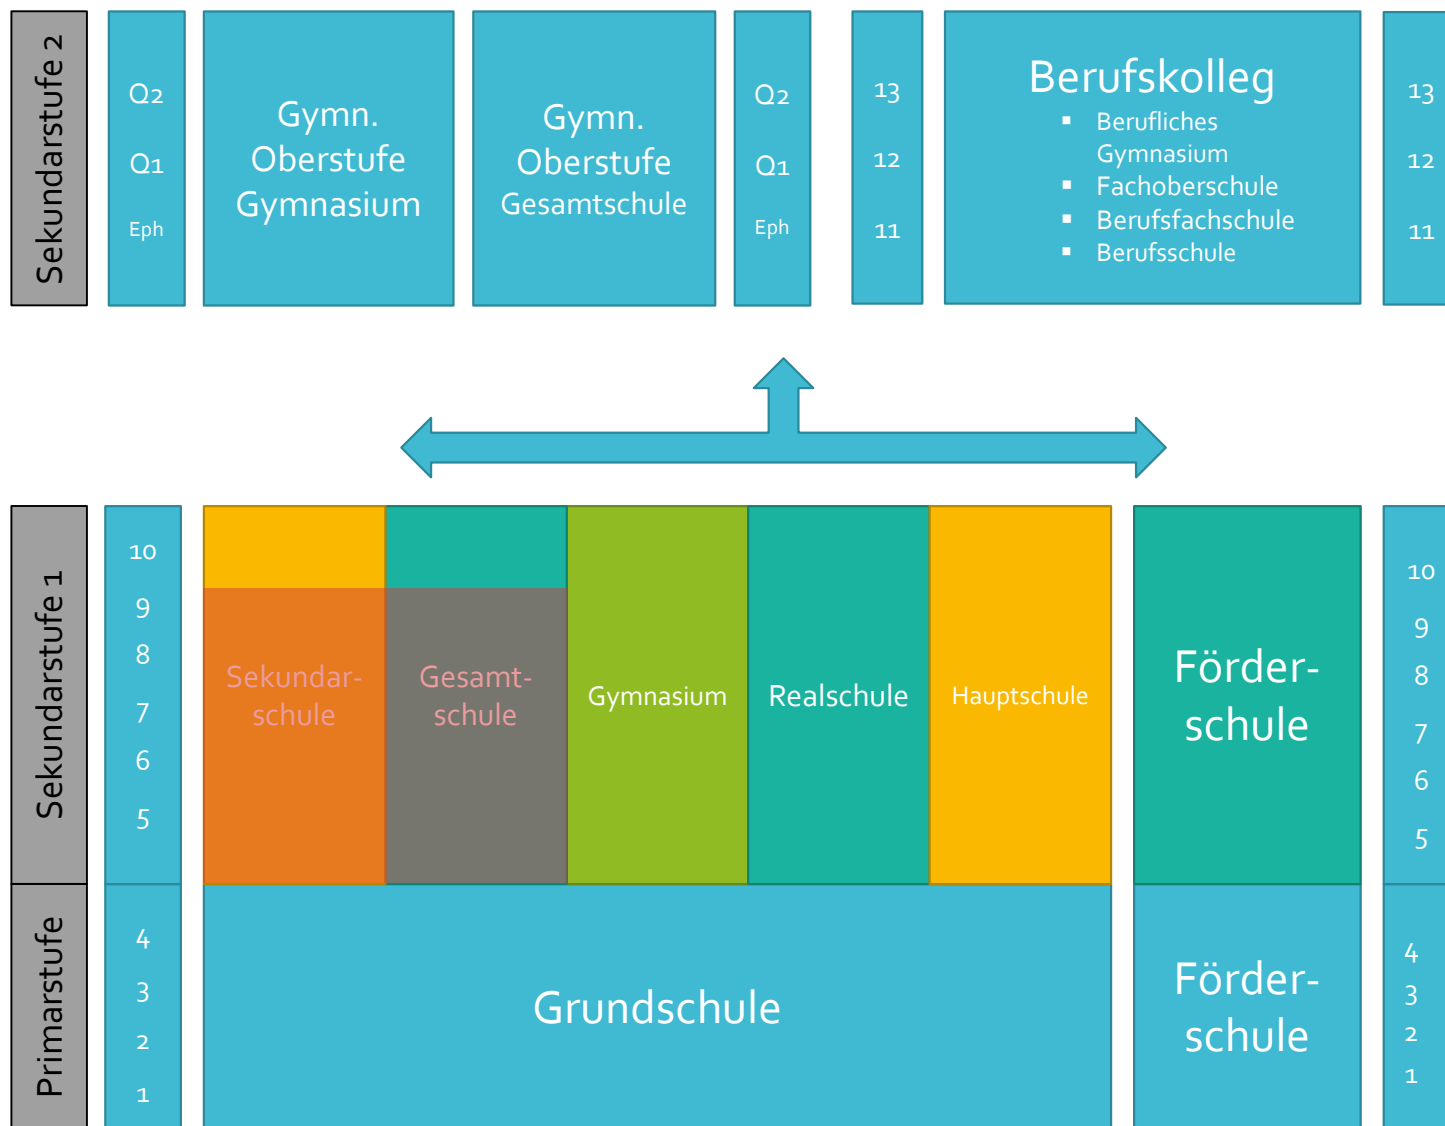 Sekundarstufe 2
Q2
Q1
Eph
Gymn.
Oberstufe
Gymnasium
Gymn.
Oberstufe
Gesamtschule
Q2
Q1
Eph
13
12
11
Berufskolleg
▪ Berufliches
Gymnasium
▪ Fachoberschule
▪ Berufsfachschule
▪ Berufsschule
13
12
11
Sekundarstufe 1
10
9
8
7
6
5
Sekundar-
schule
Gesamt-
schule
Gymnasium
Realschule
Hauptschule
Förder-
schule
10
9
8
7
6
5
Primarstufe
4
3
2
1
Grundschule
Förder-
schule
4
3
2
1